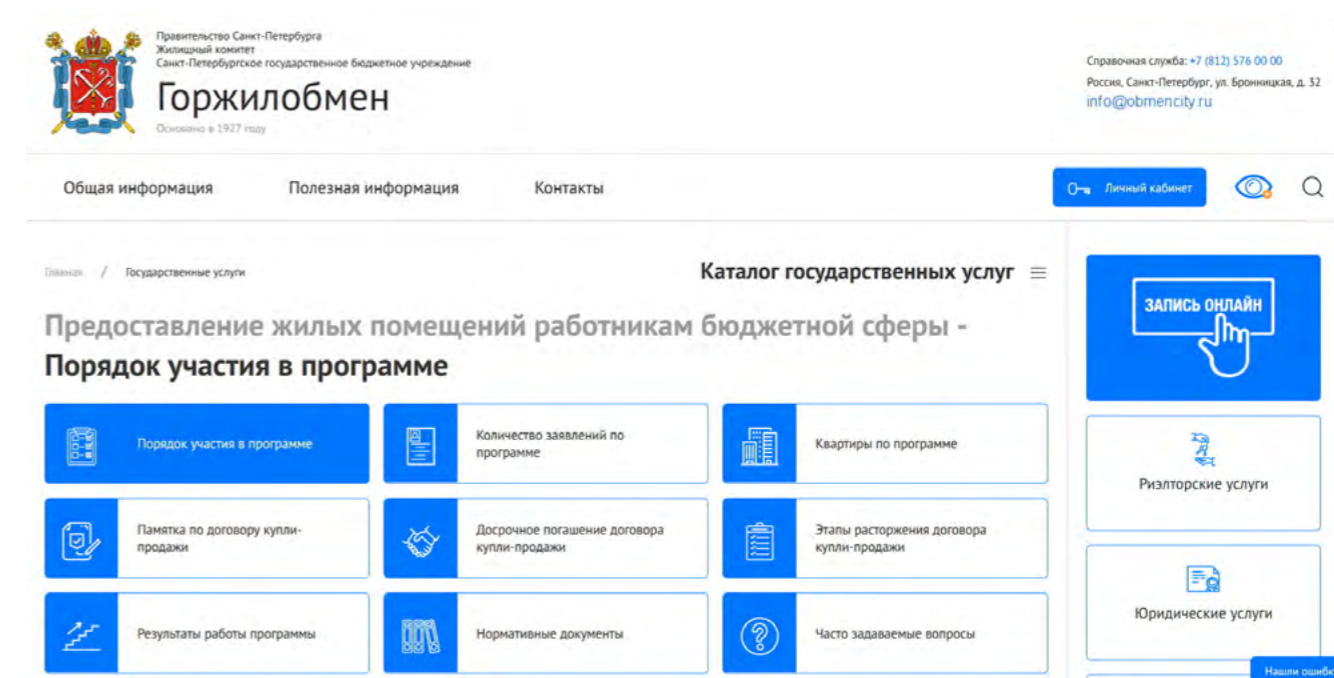 Правительство Санкт-Петербурга
Жилищный комитет
Санкт-Петербургское государственное бюджетное учреждение
Горжилобмен
Основано в 1927 году
Справочная служба: +7 (812) 576 00 00
Россия, Санкт-Петербург, ул. Бронницкая, д. 32
info@obmencity.ru
Общая информация
Полезная информация
Контакты
Личный кабинет
Главная / Государственные услуги
Каталог государственных услуг
Предоставление жилых помещений работникам бюджетной сферы -
Порядок участия в программе
ЗАПИСЬ ОНЛАЙН
Порядок участия в программе
Количество заявлений по
программе
Квартиры по программе
Риэлторские услуги
Памятка по договору купли-
продажи
Досрочное погашение договора
купли-продажи
Этапы расторжения договора
купли-продажи
Юридические услуги
Результаты работы программы
Нормативные документы
Часто задаваемые вопросы
Нашли ошибк